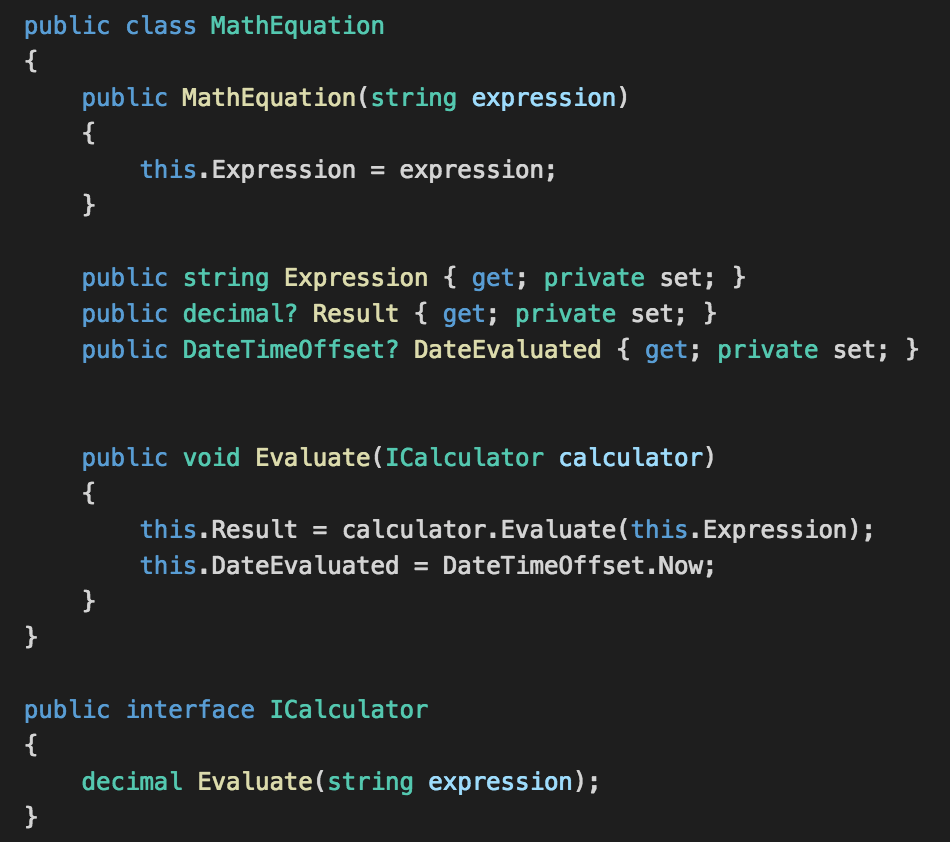 public class MathEquation
{
    public MathEquation(string expression)
    {
        this.Expression = expression;
    }

    public string Expression { get; private set; }
    public decimal? Result { get; private set; }
    public DateTimeOffset? DateEvaluated { get; private set; }


    public void Evaluate(ICalculator calculator)
    {
        this.Result = calculator.Evaluate(this.Expression);
        this.DateEvaluated = DateTimeOffset.Now;
    }
}

public interface ICalculator
{
    decimal Evaluate(string expression);
}